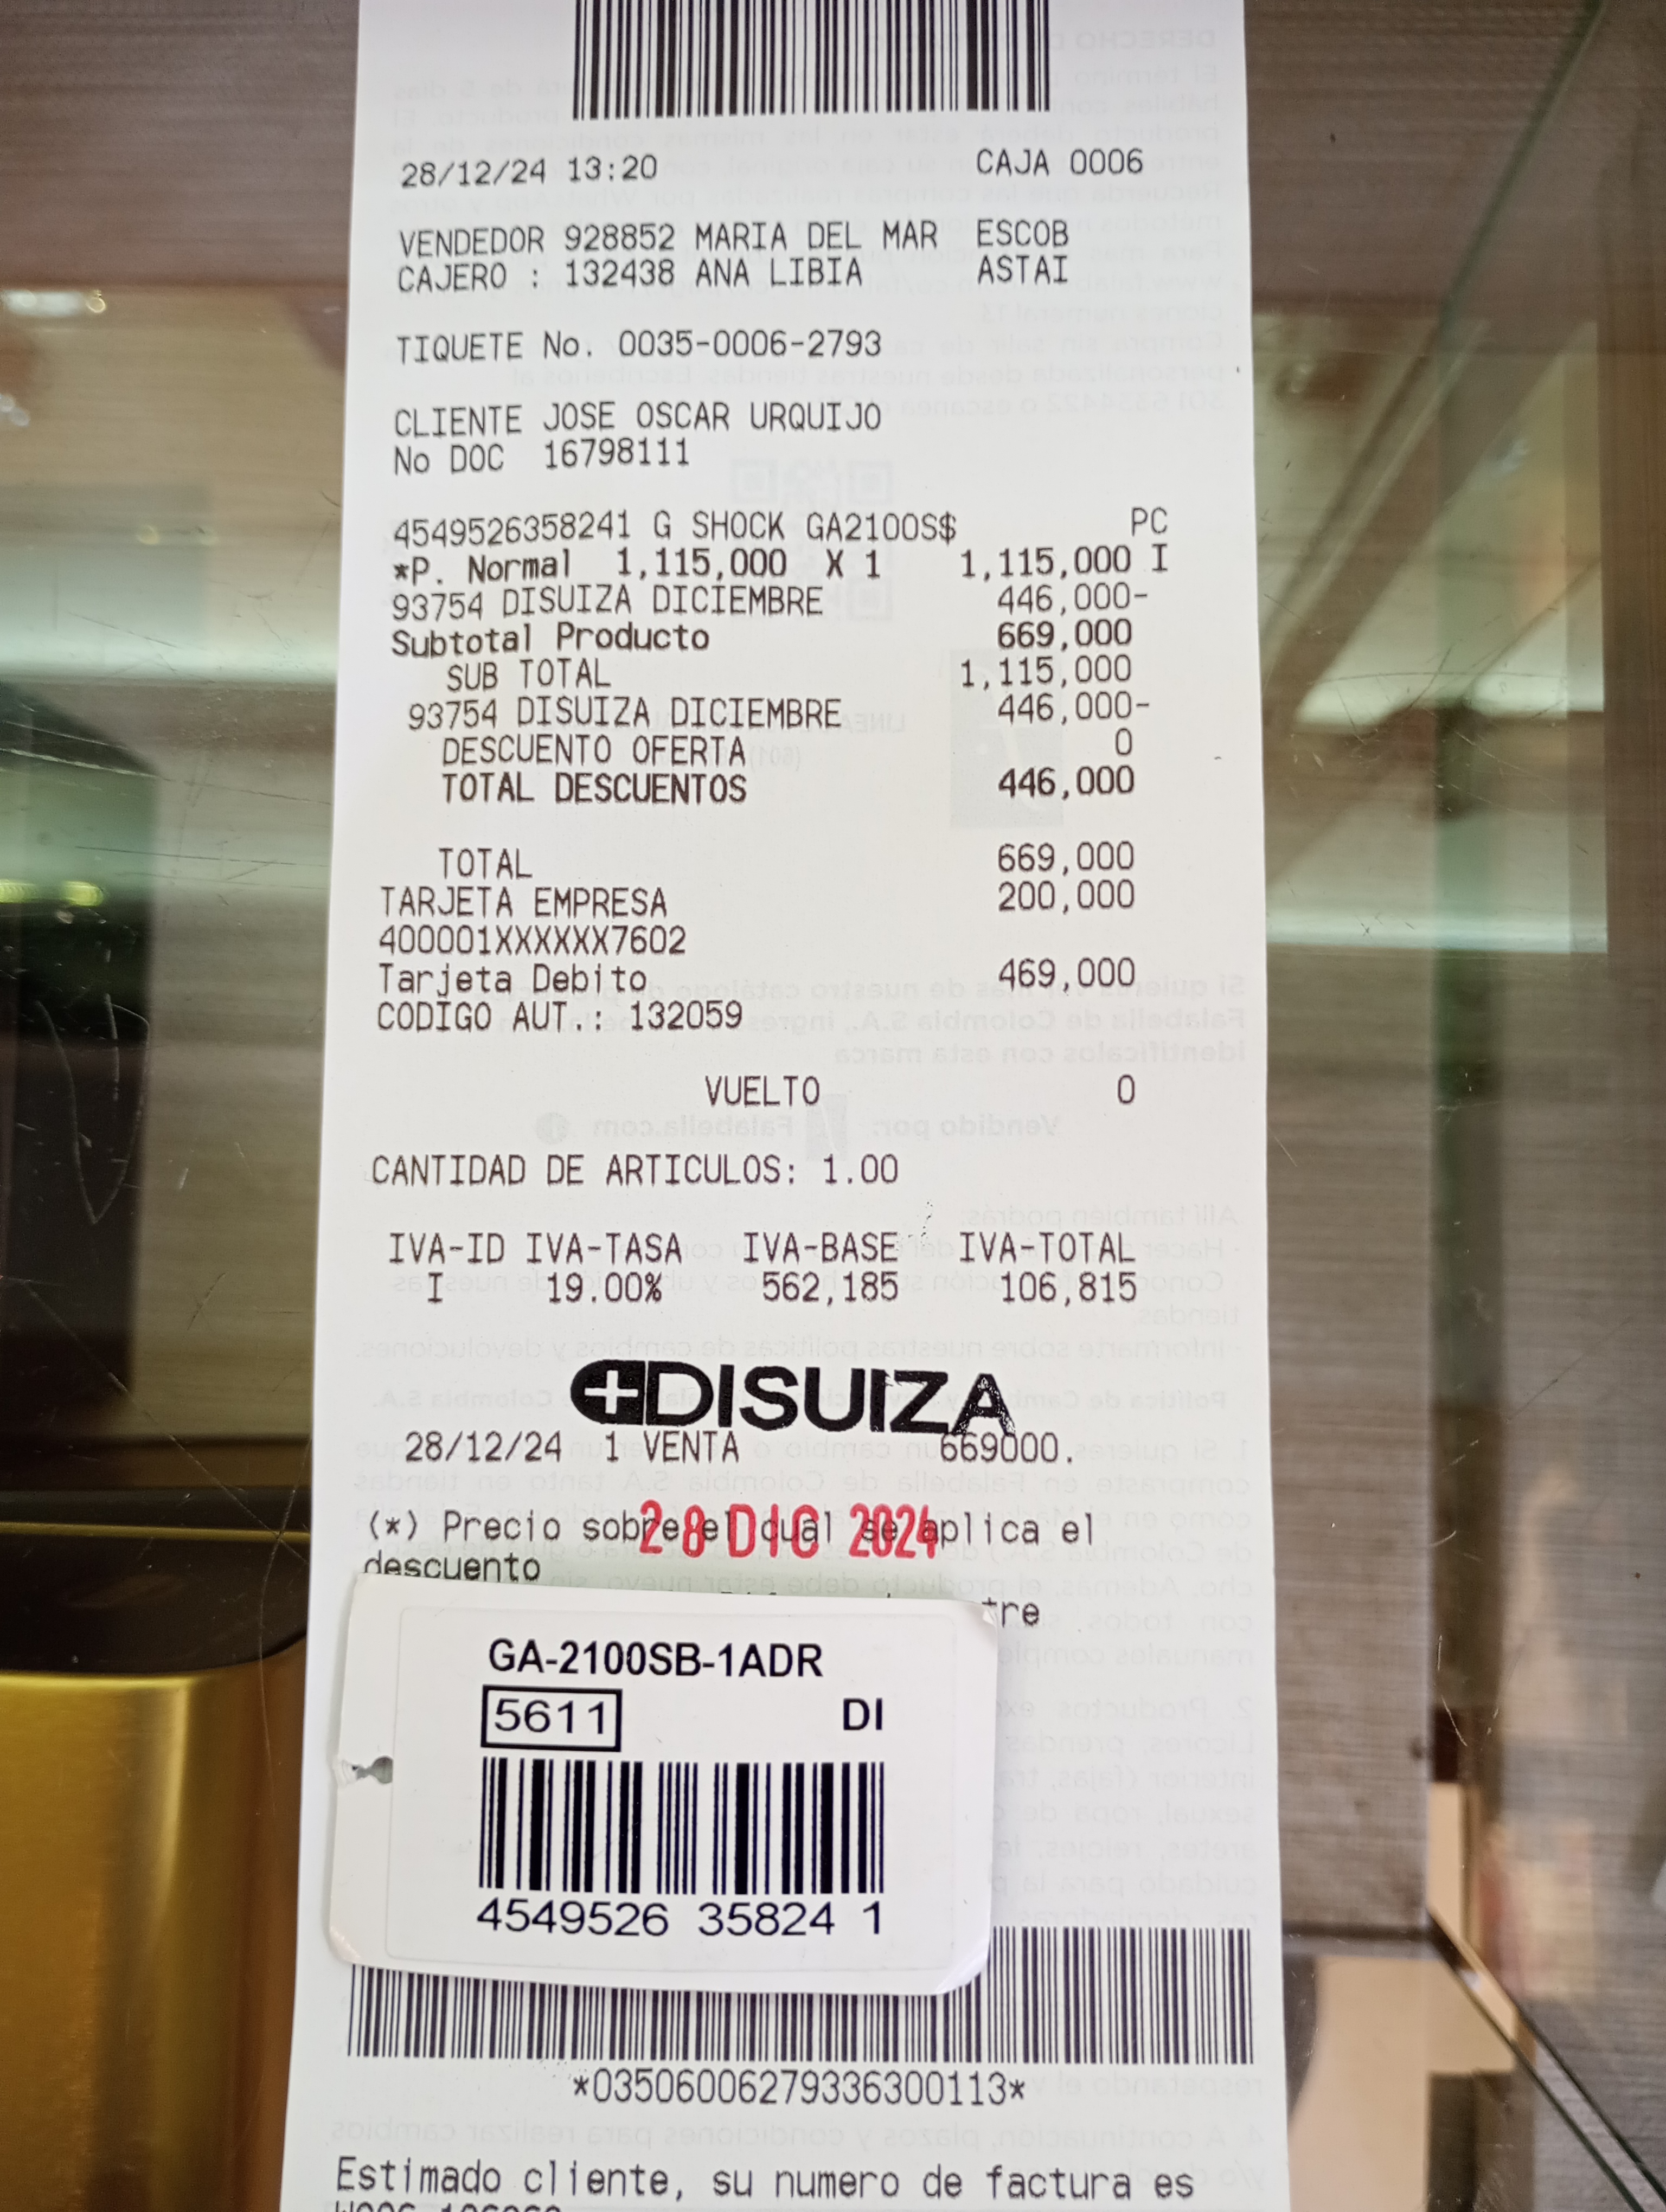 28/12/24 13:20 CAJA 0006
VENDEDOR 928852 MARIA DEL MAR ESCOB
CAJERO : 132438 ANA LIBIA ASTAI
TIQUETE No. 0035-0006-2793
CLIENTE JOSE OSCAR URQUIJO
No DOC 16798111
4549526358241 G SHOCK GA2100S$ PC
*P. Normal 1,115,000 X 1 1,115,000 I
93754 DISUIZA DICIEMBRE 446,000-
Subtotal Producto 669,000
SUB TOTAL 1,115,000
93754 DISUIZA DICIEMBRE 446,000-
DESCUENTO OFERTA 0
TOTAL DESCUENTOS 446,000
TOTAL 669,000
TARJETA EMPRESA 200,000
400001XXXXXX7602
Tarjeta Debito 469,000
CODIGO AUT.: 132059
VUELTO 0
CANTIDAD DE ARTICULOS: 1.00
IVA-ID IVA-TASA IVA-BASE IVA-TOTAL
I 19.00% 562,185 106,815
DISUIZA
28/12/24 1 VENTA 669000.
28 DIC 2024
(*) Precio sobre el cual se aplica el
descuento
tre
GA-2100SB-1ADR
5611 DI
4549526 35824 1
*03506006279336300113*
Estimado cliente, su numero de factura es